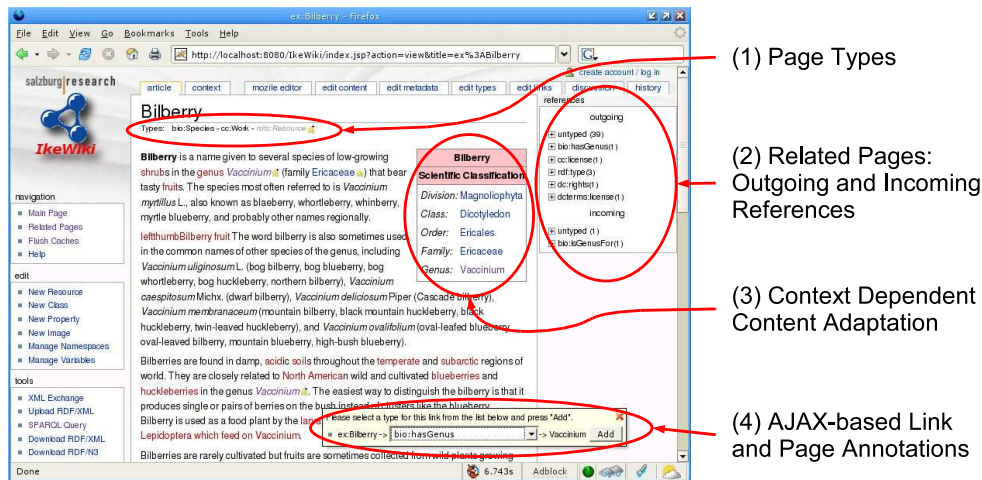 ex:Bilberry - Firefox
File Edit View Go Bookmarks Tools Help
http://localhost:8080/IkeWiki/index.jsp?action=view&title=ex%3ABilberry
G,
salzburg research
IkeWiki
create account / log in
article context mozile editor edit content edit metadata edit types edit links discussion history
Bilberry
Types: bio:Species - cc:Work - rdfs:Resource
Bilberry is a name given to several species of low-growing
shrubs in the genus Vaccinium (family Ericaceae) that bear
tasty fruits. The species most often referred to is Vaccinium
myrtillus L., also known as blaeberry, whortleberry, whinberry,
myrtle blueberry, and probably other names regionally.
leftthumbBilberry fruit The word bilberry is also sometimes used
in the common names of other species of the genus, including
Vaccinium uliginosum L. (bog bilberry, bog blueberry, bog
whortleberry, bog huckleberry, northern bilberry), Vaccinium
caespitosum Michx. (dwarf bilberry), Vaccinium deliciosum Piper (Cascade bilberry),
Vaccinium membranaceum (mountain bilberry, black mountain huckleberry, black
huckleberry, twin-leaved huckleberry), and Vaccinium ovalifolium (oval-leafed blueberry,
oval-leaved bilberry, mountain blueberry, high-bush blueberry).
Bilberries are found in damp, acidic soils throughout the temperate and subarctic regions of
world. They are closely related to North American wild and cultivated blueberries and
huckleberries in the genus Vaccinium. The easiest way to distinguish the bilberry is that it
produces single or pairs of berries on the bush instead of clusters like the blueberry.
Bilberry is used as a food plant by the
Lepidoptera which feed on Vaccinium.
Bilberries are rarely cultivated but fruits are sometimes collected from wild plants growing
Bilberry
Scientific Classification
Division: Magnoliophyta
Class: Dicotyledon
Order: Ericales
Family: Ericaceae
Genus: Vaccinium
references
outgoing
untyped (39)
bio:hasGenus(1)
cc:license(1)
rdf:type(3)
dc:rights(1)
dcterms:license(1)
incoming
untyped (1)
bio:isGenusFor(1)
navigation
Main Page
Related Pages
Flush Caches
Help
edit
New Resource
New Class
New Property
New Image
Manage Namespaces
Manage Variables
tools
XML Exchange
Upload RDF/XML
SPARQL Query
Download RDF/XML
Download RDF/N3
Please select a type for this link from the list below and press "Add".
ex:Bilberry -> bio:hasGenus -> Vaccinium Add
Done
6.743s
Adblock
(1) Page Types
(2) Related Pages:
Outgoing and Incoming
References
(3) Context Dependent
Content Adaptation
(4) AJAX-based Link
and Page Annotations